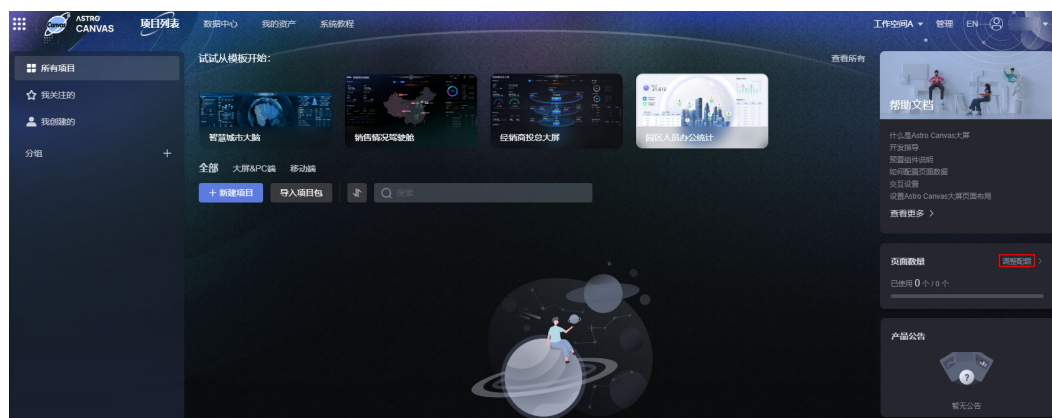 ASTRO CANVAS
项目列表
数据中心
我的资产
系统教程
工作空间A
管理
EN
所有项目
我关注的
我创建的
分组
+
试试从模板开始:
查看所有
智慧城市大脑
销售情况驾驶舱
经销商投总大屏
园区人员办公统计
全部
大屏&PC端
移动端
+ 新建项目
导入项目包
搜索
帮助文档
什么是Astro Canvas大屏
开发指导
预置组件说明
如何配置页面数据
交互设置
设置Astro Canvas大屏页面布局
查看更多 >
页面数量
调整配额 >
已使用 0 个 / 0 个
产品公告
?
暂无公告